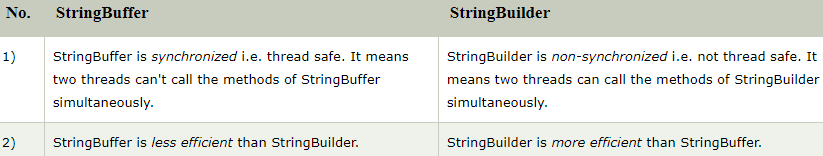 No. StringBuffer StringBuilder
1) StringBuffer is synchronized i.e. thread safe. It means
two threads can't call the methods of StringBuffer
simultaneously.
StringBuilder is non-synchronized i.e. not thread safe. It
means two threads can call the methods of StringBuilder
simultaneously.
2) StringBuffer is less efficient than StringBuilder.
StringBuilder is more efficient than StringBuffer.